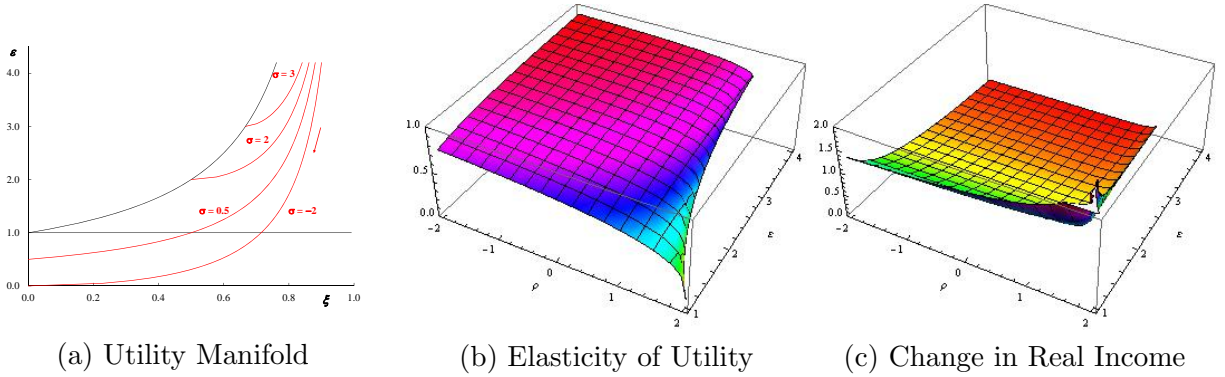 ε
4.0
3.0
2.0
1.0
0.0
0.0 0.2 0.4 0.6 0.8 1.0
ξ
σ = 3
σ = 2
σ = 0.5
σ = −2
(a) Utility Manifold
1.0
0.5
0.0
−2
−1
0
1
2
ρ
1
2
3
4
ε
(b) Elasticity of Utility
2.0
1.5
1.0
0.5
0.0
−2
−1
0
1
2
ρ
1
2
3
4
ε
(c) Change in Real Income